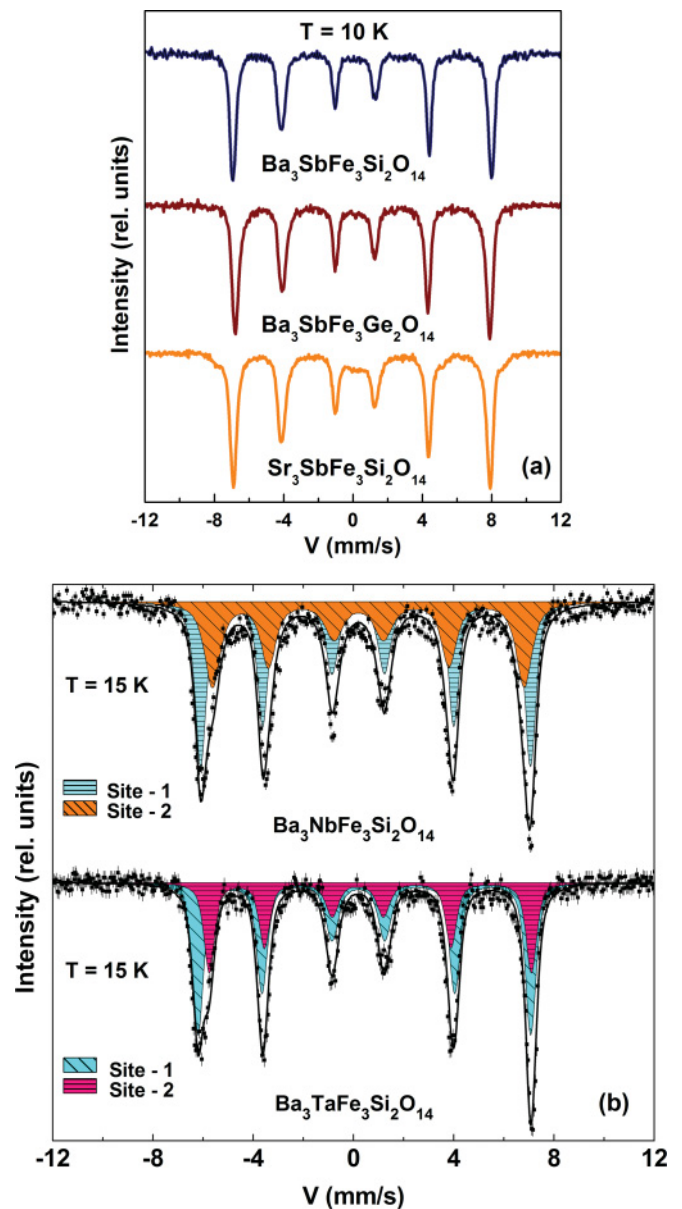 T = 10 K
Ba₃SbFe₃Si₂O₁₄
Ba₃SbFe₃Ge₂O₁₄
Sr₃SbFe₃Si₂O₁₄
(a)
Intensity (rel. units)
-12 -8 -4 0 4 8 12
V (mm/s)
T = 15 K
Site - 1
Site - 2
Ba₃NbFe₃Si₂O₁₄
T = 15 K
Site - 1
Site - 2
Ba₃TaFe₃Si₂O₁₄
(b)
Intensity (rel. units)
-12 -8 -4 0 4 8 12
V (mm/s)